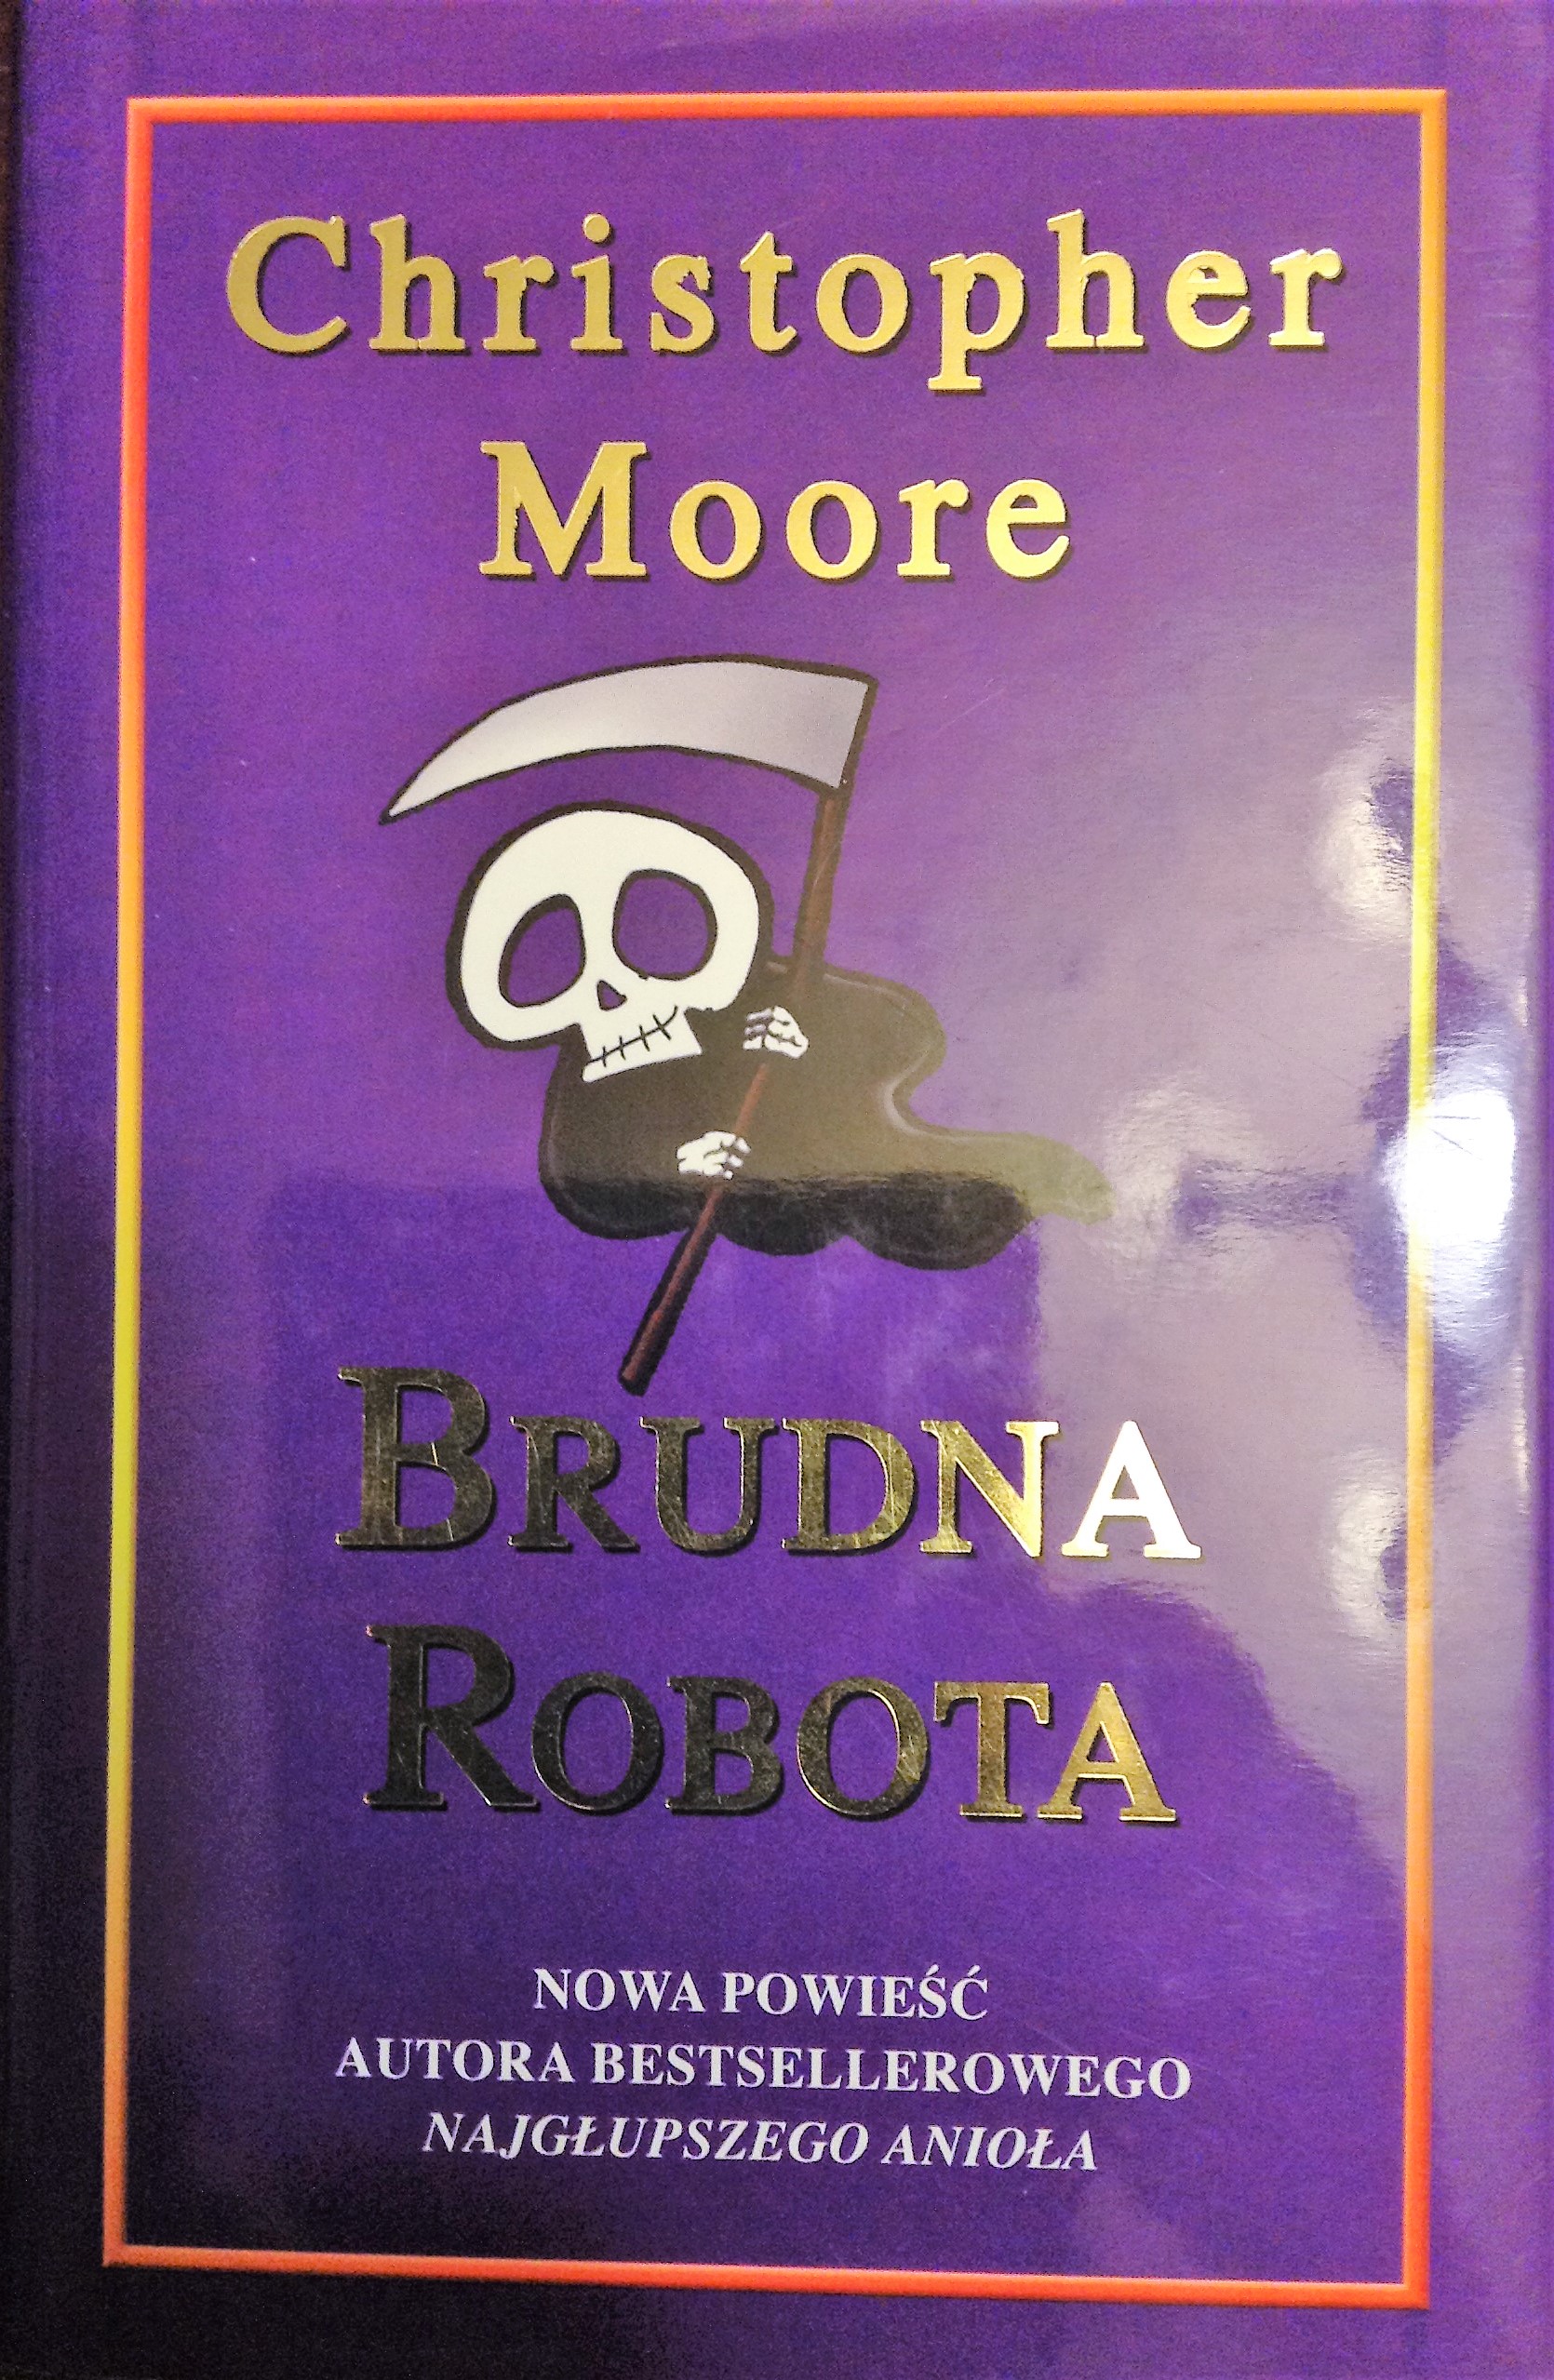 Christopher
Moore
BRUDNA
ROBOTA
NOWA POWIEŚĆ
AUTORA BESTSELLEROWEGO
NAJGŁUPSZEGO ANIOŁA